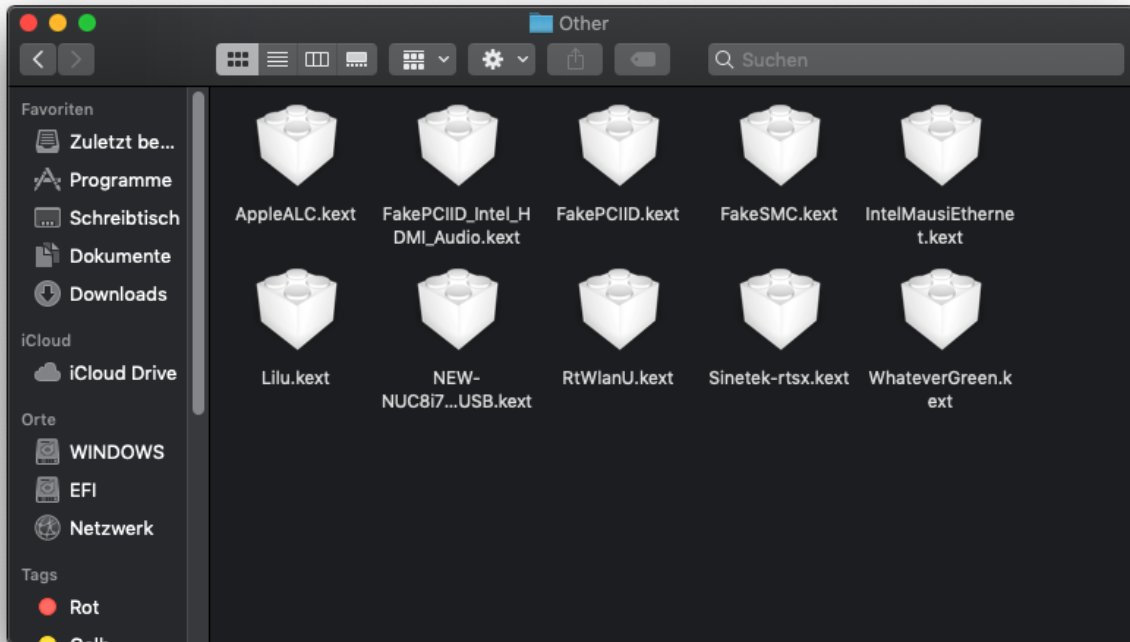 Other
Suchen
Favoriten
Zuletzt be...
Programme
Schreibtisch
Dokumente
Downloads
iCloud
iCloud Drive
Orte
WINDOWS
EFI
Netzwerk
Tags
Rot
Gelb
AppleALC.kext
FakePCIID_Intel_H
DMI_Audio.kext
FakePCIID.kext
FakeSMC.kext
IntelMausiEtherne
t.kext
Lilu.kext
NEW-
NUC8i7...USB.kext
RtWlanU.kext
Sinetek-rtsx.kext
WhateverGreen.k
ext